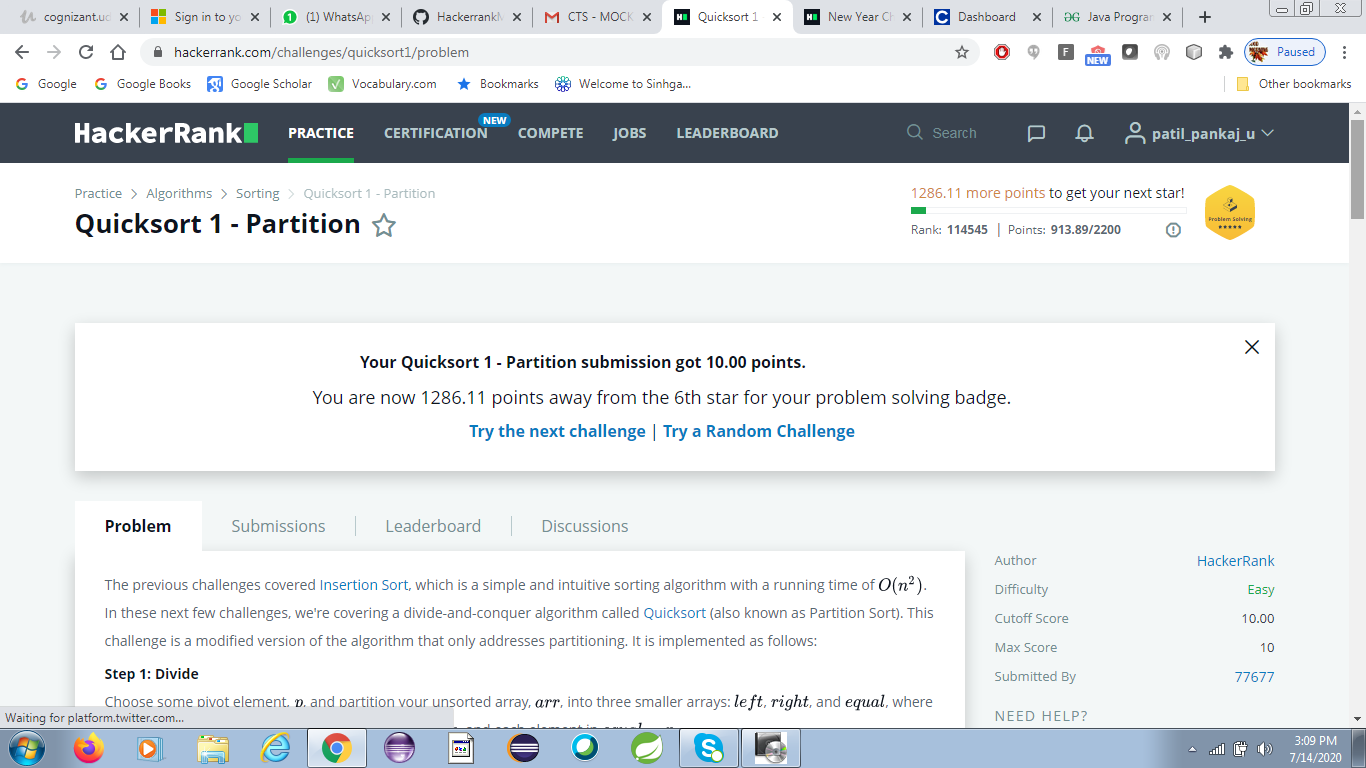 cognizant.ud
Sign in to yo
(1) WhatsAp
HackerrankM
CTS - MOCK
Quicksort 1
New Year Ch
Dashboard
Java Progran
hackerrank.com/challenges/quicksort1/problem
NEW
Paused
Google
Google Books
Google Scholar
Vocabulary.com
Bookmarks
Welcome to Sinhga...
Other bookmarks
HackerRank
PRACTICE
CERTIFICATION
NEW
COMPETE
JOBS
LEADERBOARD
Search
patil_pankaj_u
Practice > Algorithms > Sorting > Quicksort 1 - Partition
Quicksort 1 - Partition
1286.11 more points to get your next star!
Rank: 114545 | Points: 913.89/2200
Problem Solving
Your Quicksort 1 - Partition submission got 10.00 points.
You are now 1286.11 points away from the 6th star for your problem solving badge.
Try the next challenge | Try a Random Challenge
Problem
Submissions
Leaderboard
Discussions
The previous challenges covered Insertion Sort, which is a simple and intuitive sorting algorithm with a running time of O(n²).
In these next few challenges, we're covering a divide-and-conquer algorithm called Quicksort (also known as Partition Sort). This
challenge is a modified version of the algorithm that only addresses partitioning. It is implemented as follows:
Step 1: Divide
Choose some pivot element, p, and partition your unsorted array, arr, into three smaller arrays: left, right, and equal, where
Author HackerRank
Difficulty Easy
Cutoff Score 10.00
Max Score 10
Submitted By 77677
NEED HELP?
Waiting for platform.twitter.com...
3:09 PM
7/14/2020